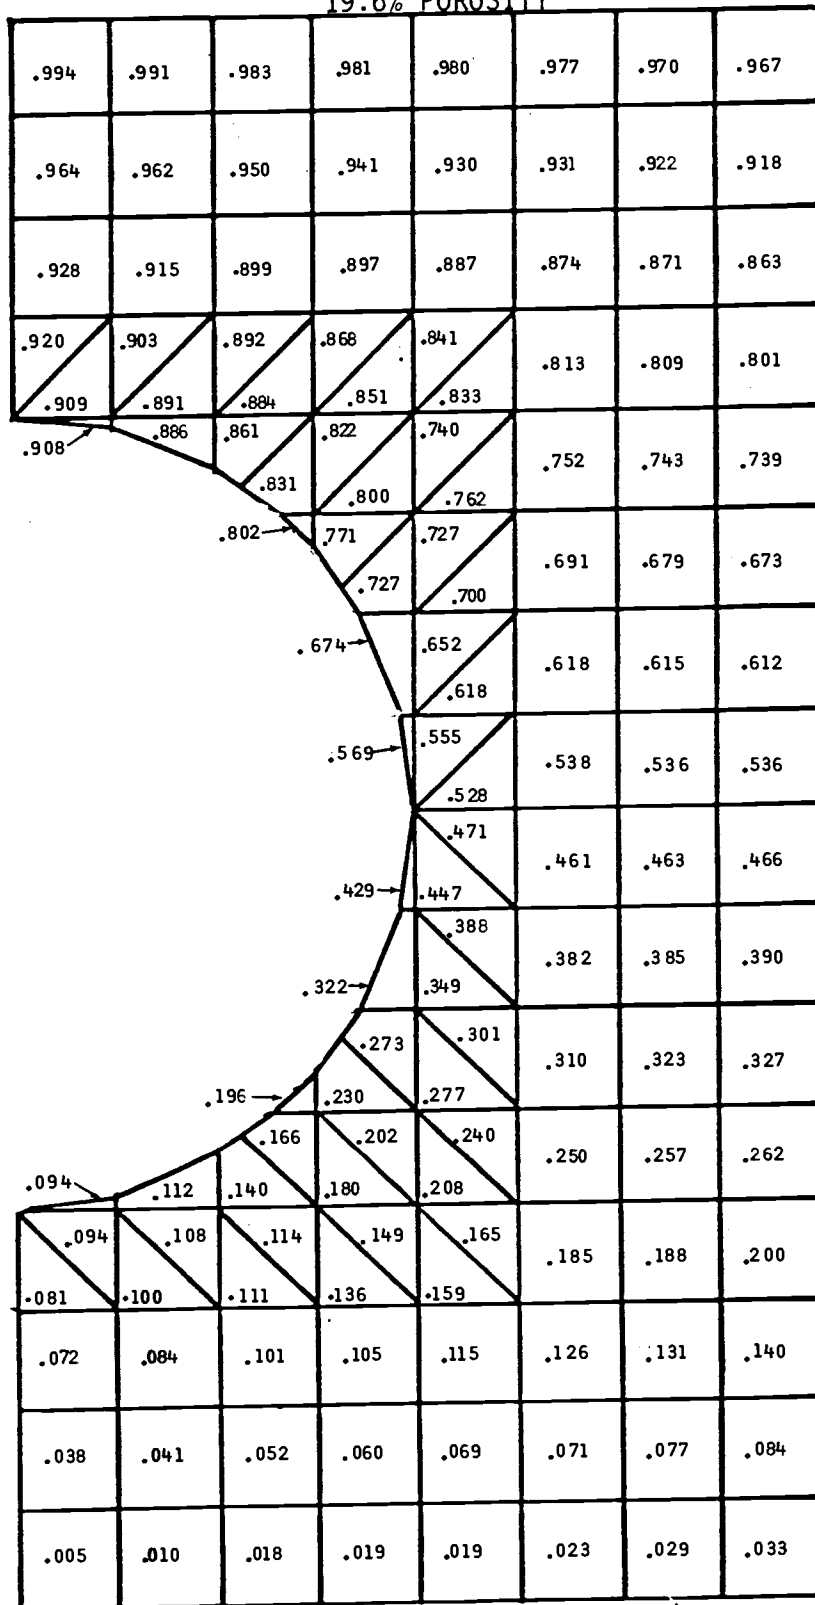 19.6% POROSITY
.994 .991 .983 .981 .980 .977 .970 .967
.964 .962 .950 .941 .930 .931 .922 .918
.928 .915 .899 .897 .887 .874 .871 .863
.920 .903 .892 .868 .841
.813 .809 .801
.909 .891 .884 .851 .833
.908 .886 .861 .822 .740
.752 .743 .739
.831 .800 .762
.802 .771 .727
.691 .679 .673
.727 .700
.674 .652
.618 .615 .612
.618
.569 .555
.538 .536 .536
.528
.471
.461 .463 .466
.429 .447
.388
.382 .385 .390
.322 .349
.273 .301
.310 .323 .327
.196 .230 .277
.166 .202 .240
.250 .257 .262
.094 .112 .140 .180 .208
.094 .108 .114 .149 .165
.185 .188 .200
.081 .100 .111 .136 .159
.072 .084 .101 .105 .115 .126 .131 .140
.038 .041 .052 .060 .069 .071 .077 .084
.005 .010 .018 .019 .019 .023 .029 .033